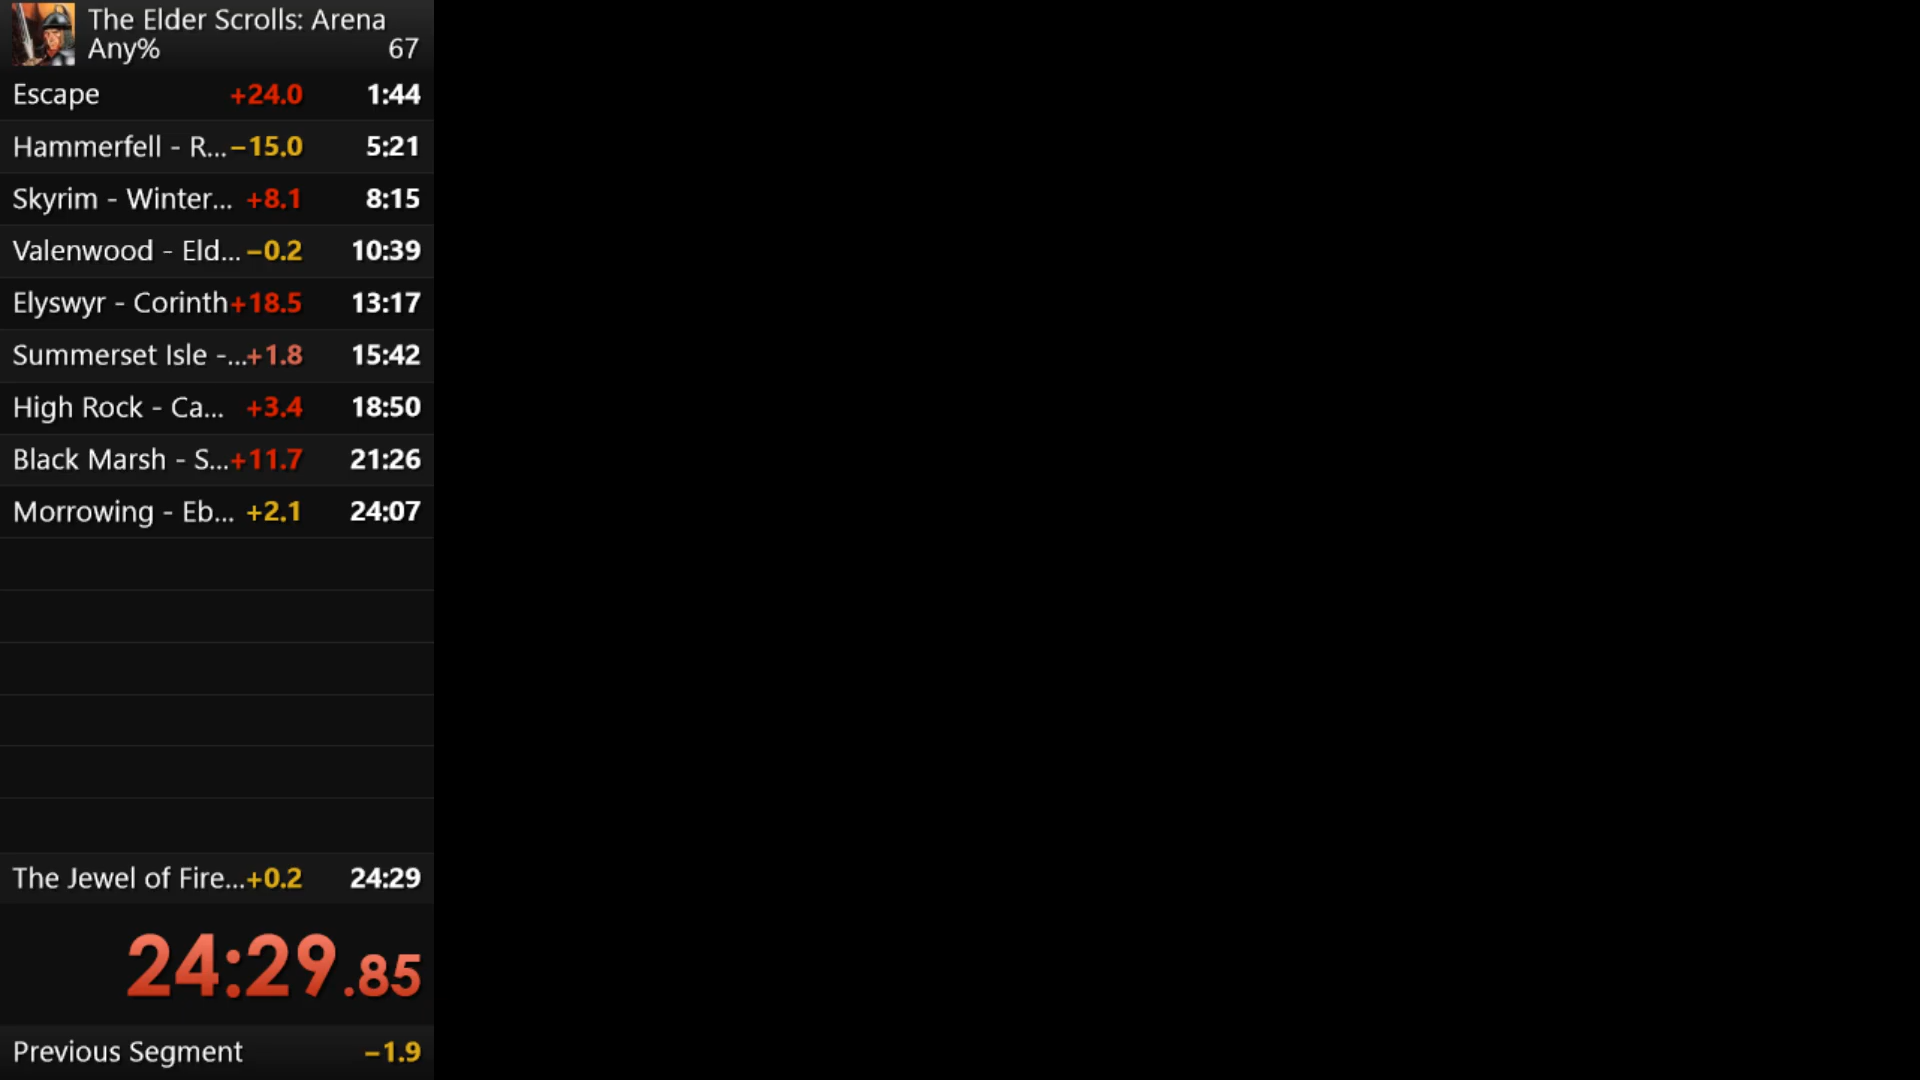 The Elder Scrolls: Arena
Any% 67
Escape +24.0 1:44
Hammerfell - R... −15.0 5:21
Skyrim - Winter... +8.1 8:15
Valenwood - Eld... −0.2 10:39
Elyswyr - Corinth +18.5 13:17
Summerset Isle -... +1.8 15:42
High Rock - Ca... +3.4 18:50
Black Marsh - S... +11.7 21:26
Morrowing - Eb... +2.1 24:07
The Jewel of Fire... +0.2 24:29
24:29.85
Previous Segment −1.9